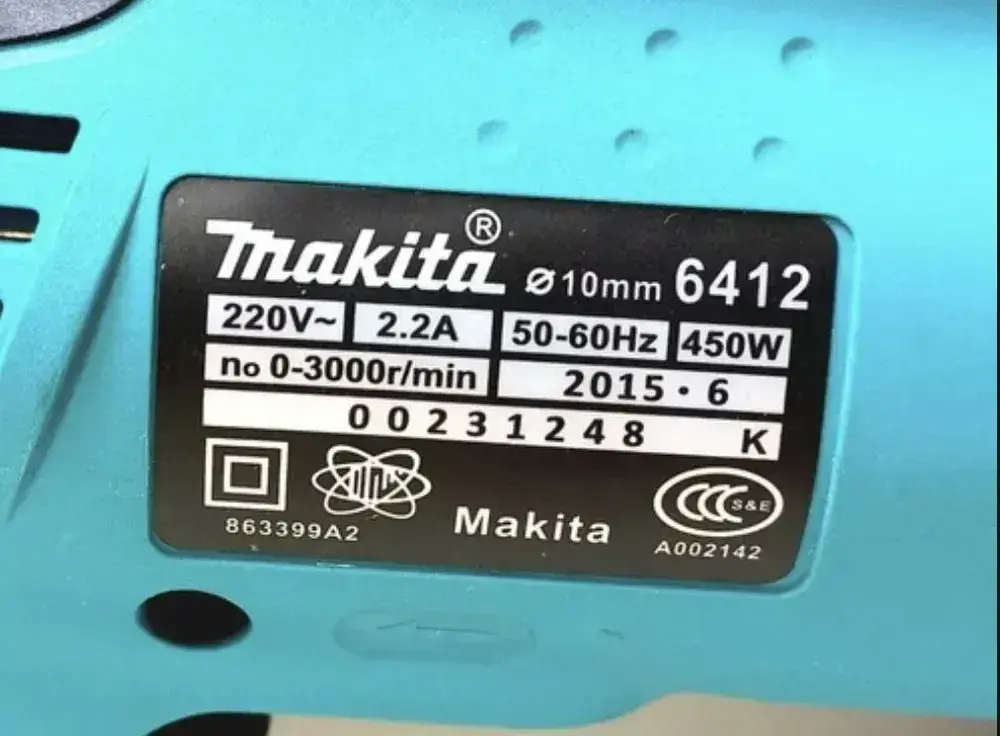 makita® ⌀10mm 6412
220V~ 2.2A 50-60Hz 450W
no 0-3000r/min 2015·6
00231248 K
863399A2 Makita CCC S&E A002142